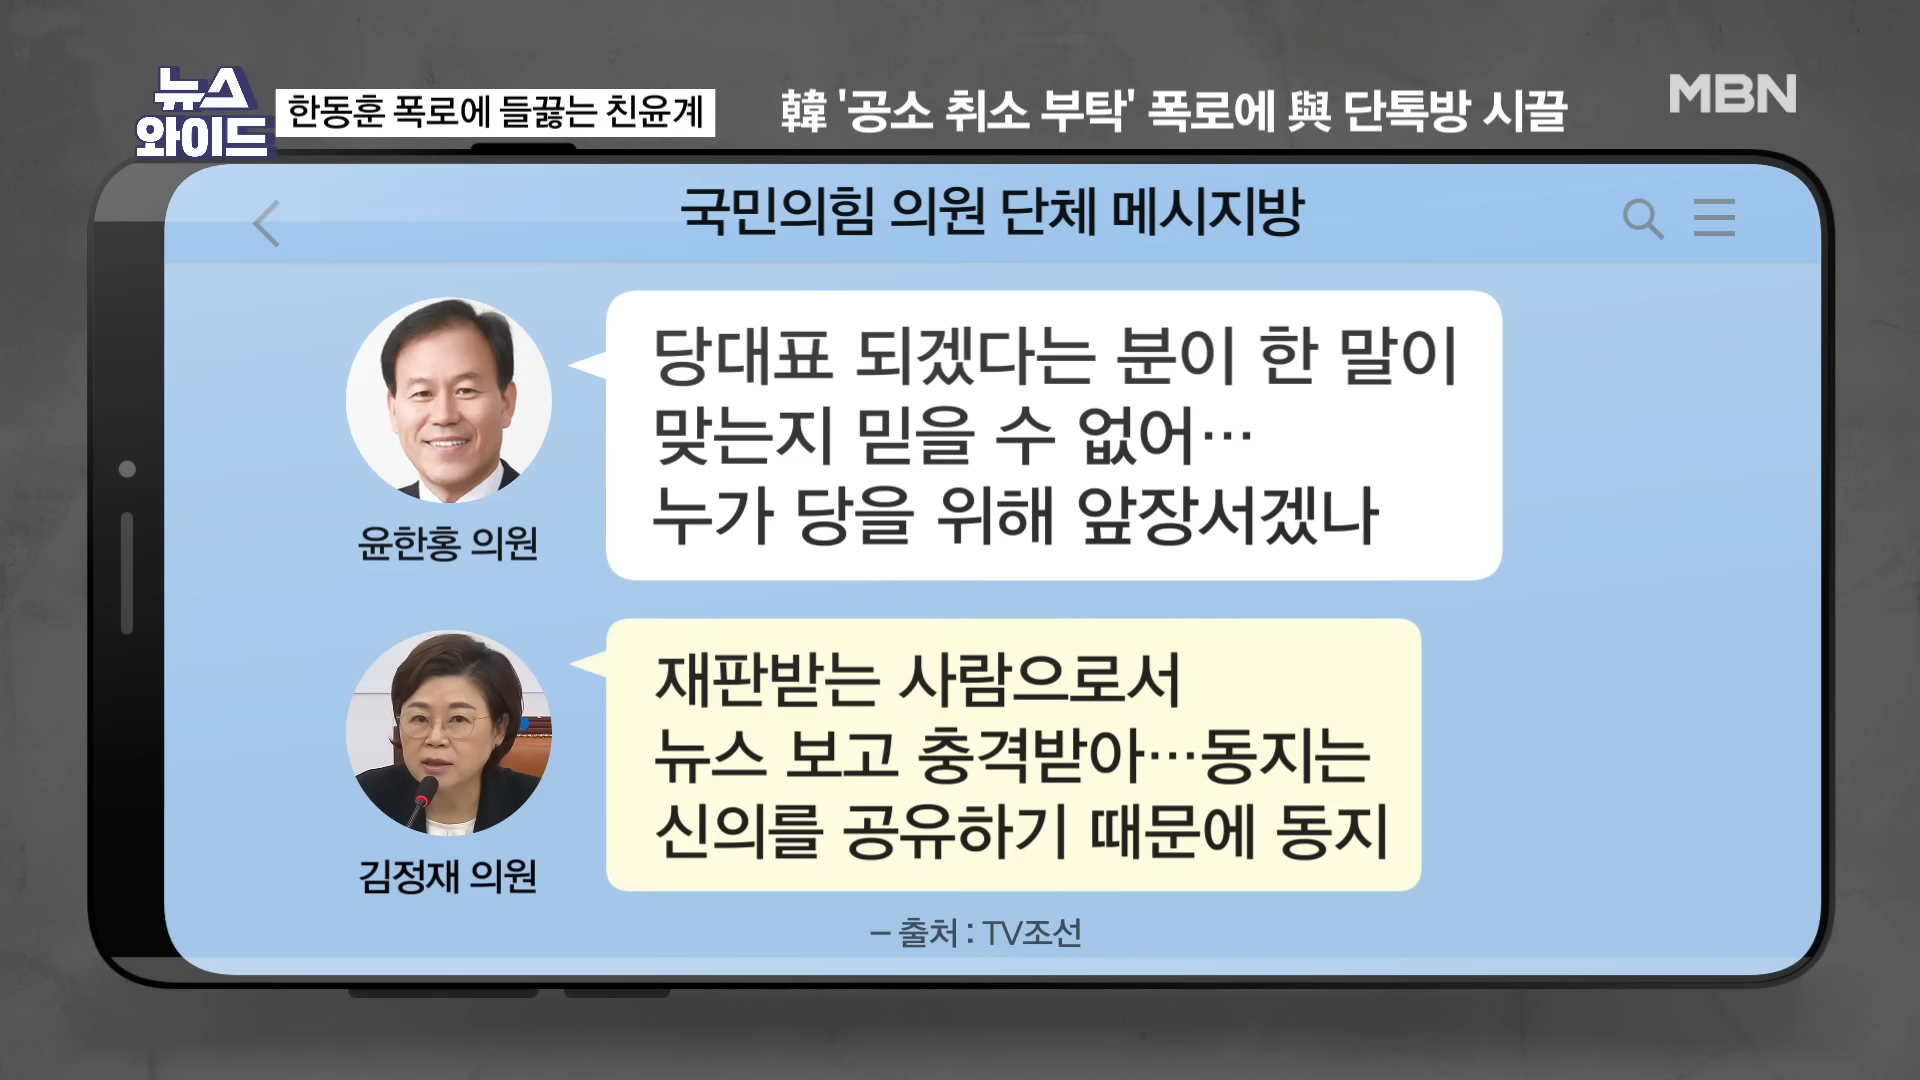 뉴스
와이드
한동훈 폭로에 들끓는 친윤계
韓 '공소 취소 부탁' 폭로에 與 단톡방 시끌
MBN
국민의힘 의원 단체 메시지방
당대표 되겠다는 분이 한 말이
맞는지 믿을 수 없어…
누가 당을 위해 앞장서겠나
윤한홍 의원
재판받는 사람으로서
뉴스 보고 충격받아…동지는
신의를 공유하기 때문에 동지
김정재 의원
– 출처 : TV조선